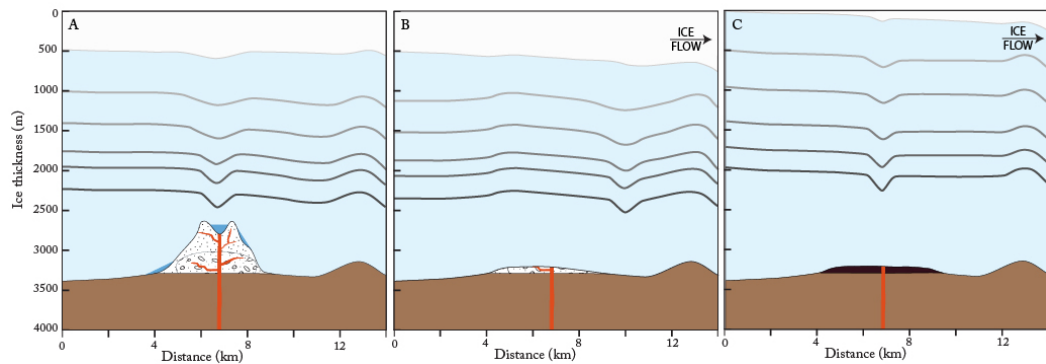 A
B
C
ICE
FLOW
ICE
FLOW
0
500
1000
1500
2000
2500
3000
3500
4000
Ice thickness (m)
0
4
8
12
Distance (km)
0
4
8
12
Distance (km)
0
4
8
12
Distance (km)